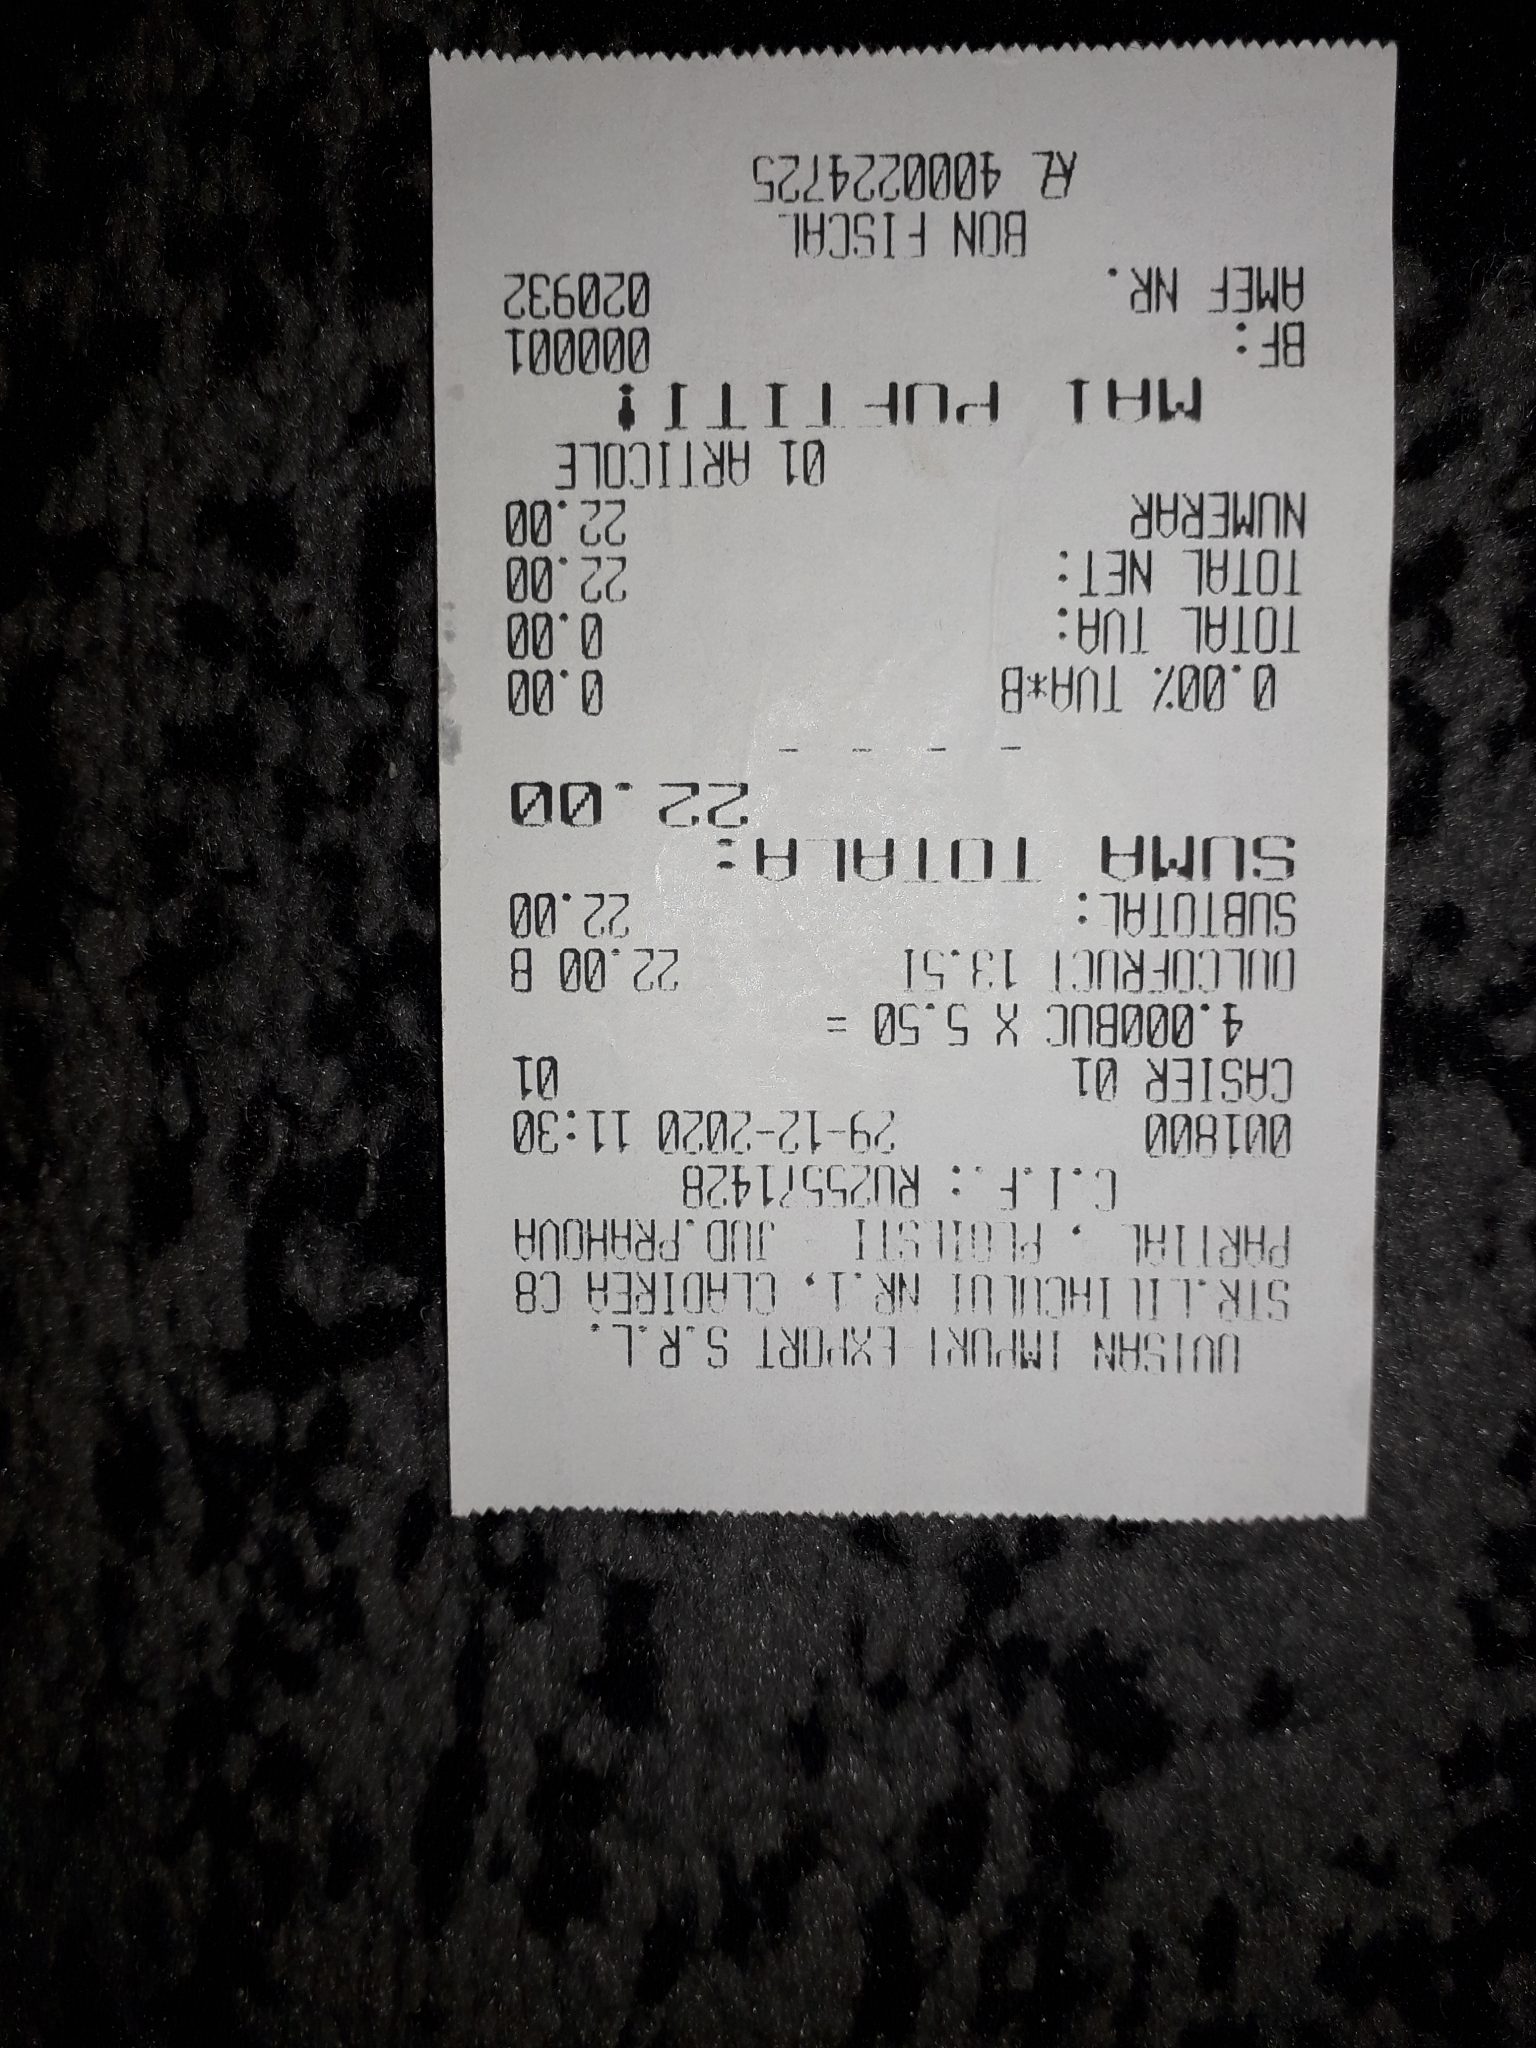 UVISAN IMPORT EXPORT S.R.L.
STR.LILIACULUI NR.1, CLADIREA C8
PARTIAL , PLOIESTI JUD.PRAHOVA
C.I.F.: RO25571428
001800 29-12-2020 11:30
CASIER 01 01
4.000BUC X 5.50 =
DULCOFRUCT 13.5I 22.00 B
SUBTOTAL: 22.00
SUMA TOTALA:
22.00
- - - -
0.00% TVA*B 0.00
TOTAL TVA: 0.00
TOTAL NET: 22.00
NUMERAR 22.00
01 ARTICOLE
MAI POFTITI!
BF: 000001
AMEF NR. 020932
BON FISCAL
4000224725